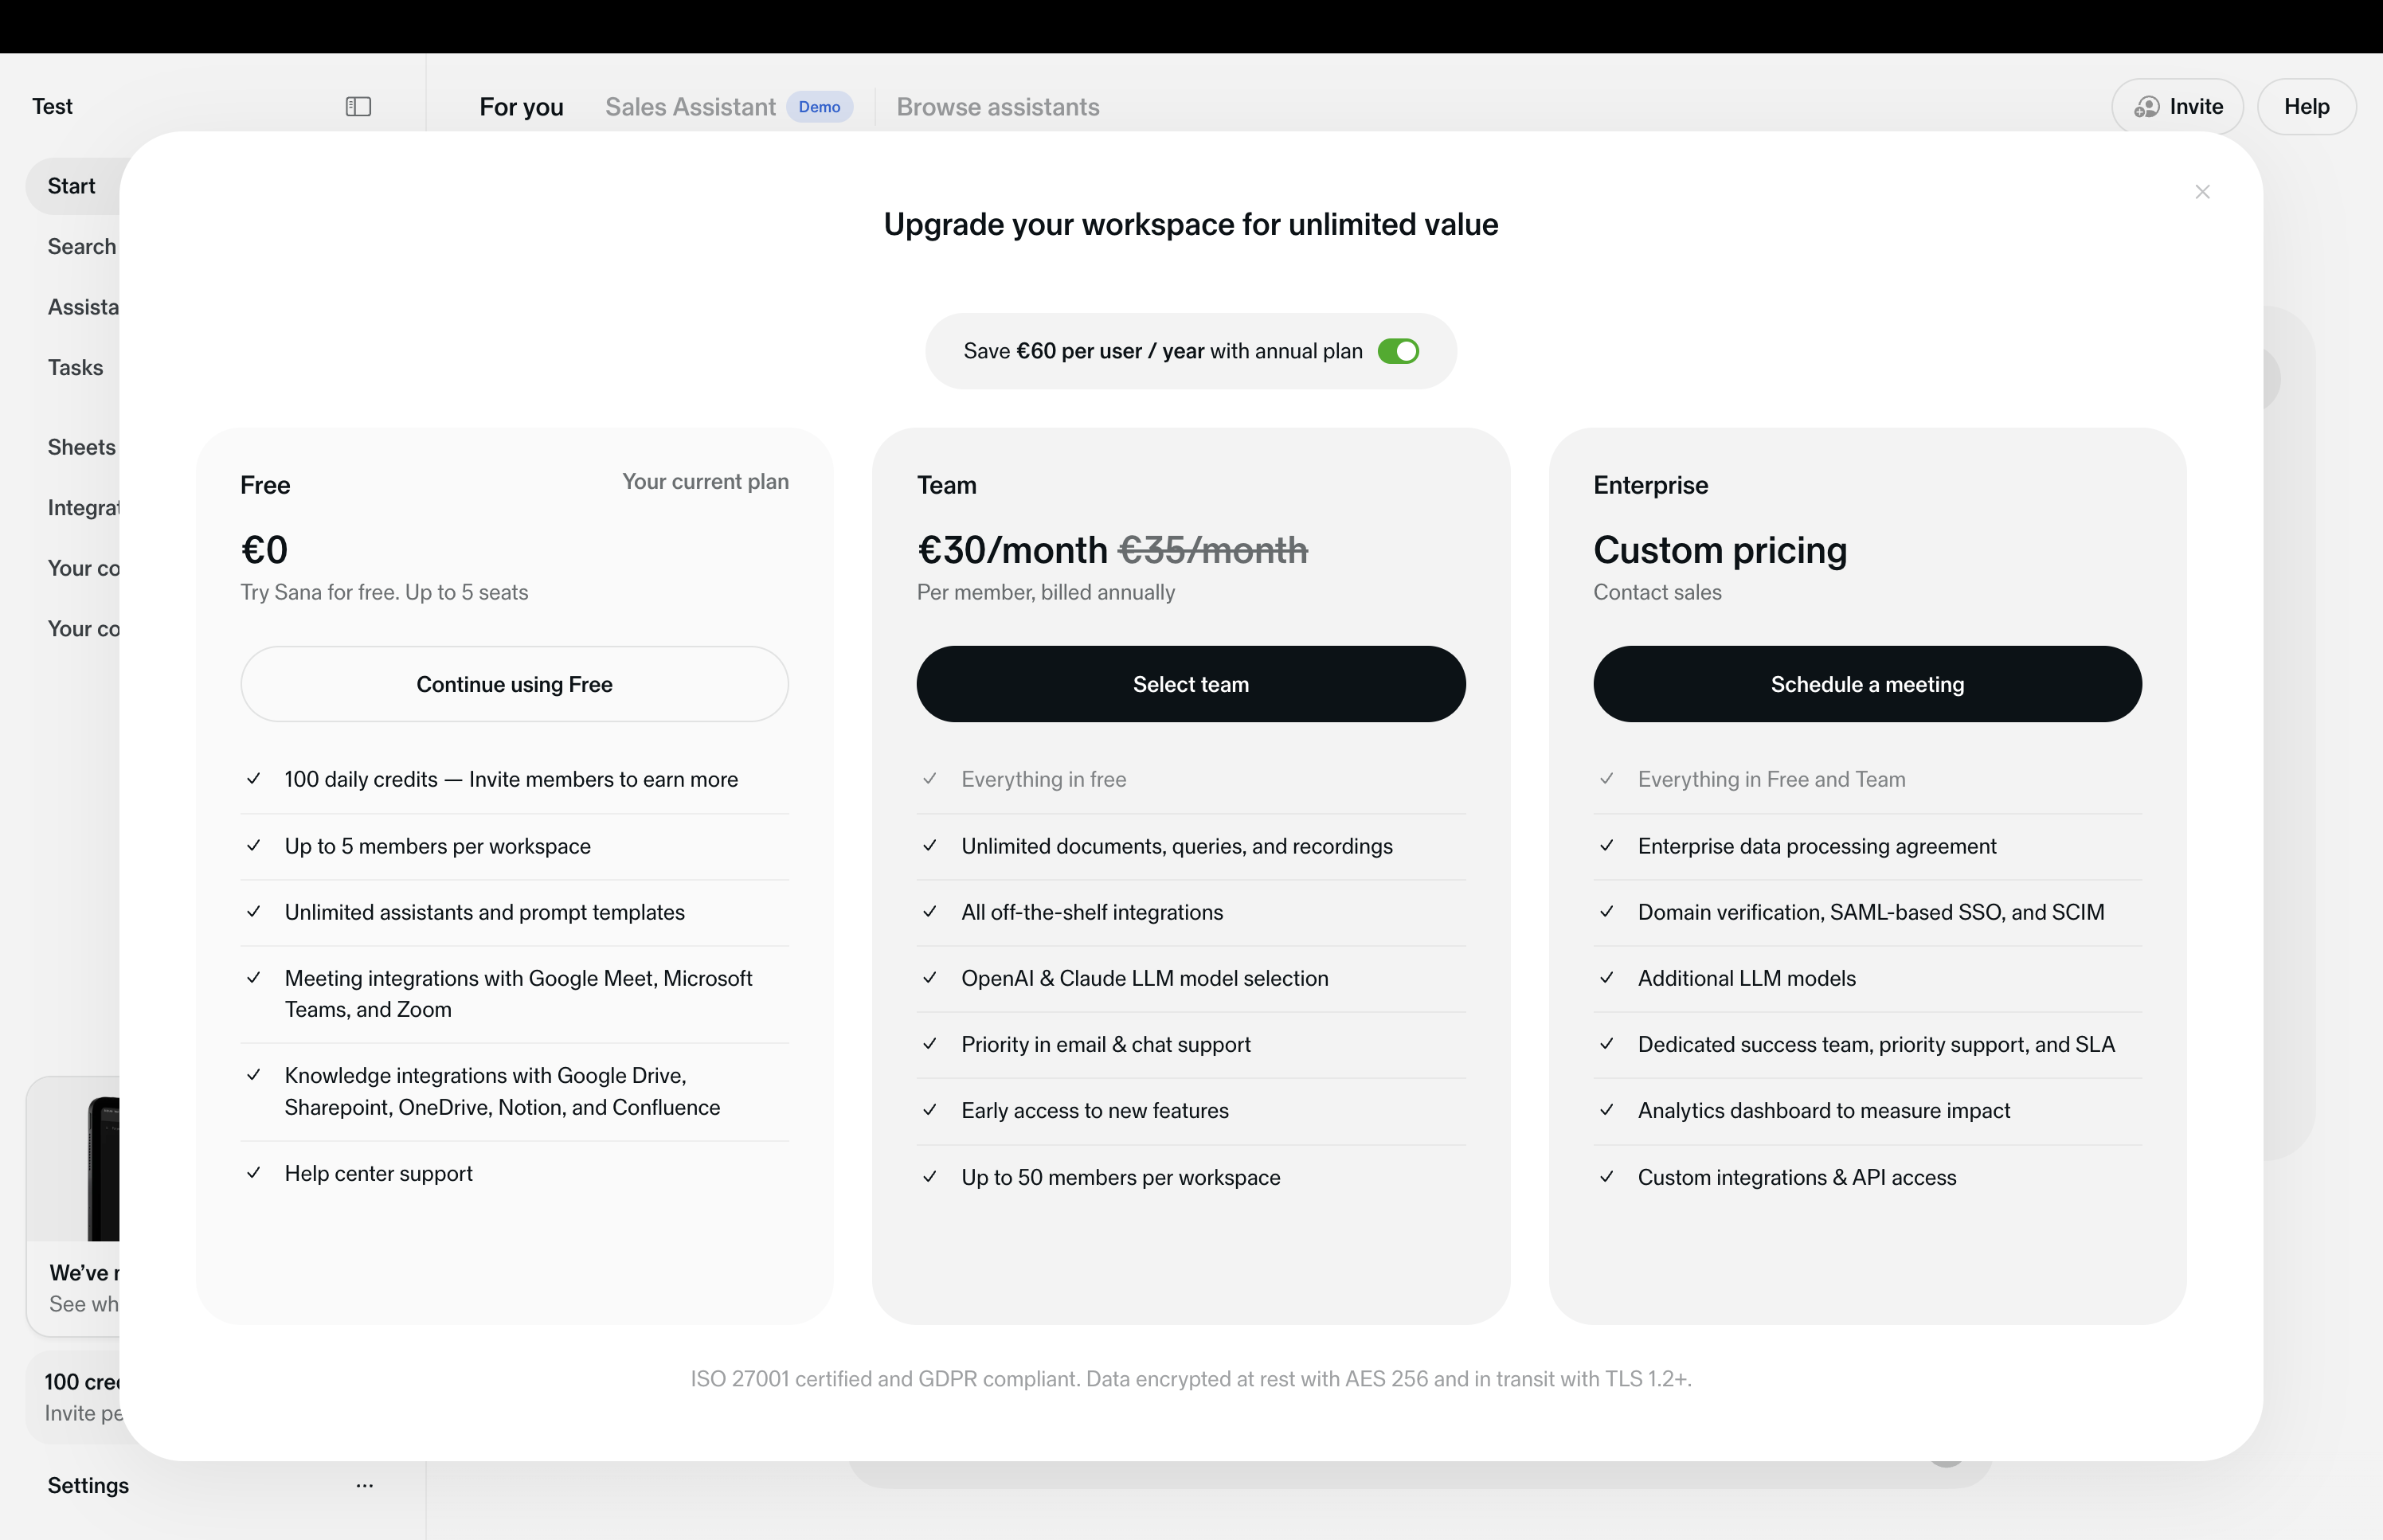 Test
For you
Sales Assistant
Demo
Browse assistants
Invite
Help
Start
Search
Tasks
Sheets
Your
Your
We've
See
100
Invite
Settings
Upgrade your workspace for unlimited value
Save €60 per user / year with annual plan
Free
Your current plan
€0
Try Sana for free. Up to 5 seats
Continue using Free
100 daily credits — Invite members to earn more
Up to 5 members per workspace
Unlimited assistants and prompt templates
Meeting integrations with Google Meet, Microsoft
Teams, and Zoom
Knowledge integrations with Google Drive,
Sharepoint, OneDrive, Notion, and Confluence
Help center support
Team
€30/month €35/month
Per member, billed annually
Select team
Everything in free
Unlimited documents, queries, and recordings
All off-the-shelf integrations
OpenAI & Claude LLM model selection
Priority in email & chat support
Early access to new features
Up to 50 members per workspace
Enterprise
Custom pricing
Contact sales
Schedule a meeting
Everything in Free and Team
Enterprise data processing agreement
Domain verification, SAML-based SSO, and SCIM
Additional LLM models
Dedicated success team, priority support, and SLA
Analytics dashboard to measure impact
Custom integrations & API access
ISO 27001 certified and GDPR compliant. Data encrypted at rest with AES 256 and in transit with TLS 1.2+.